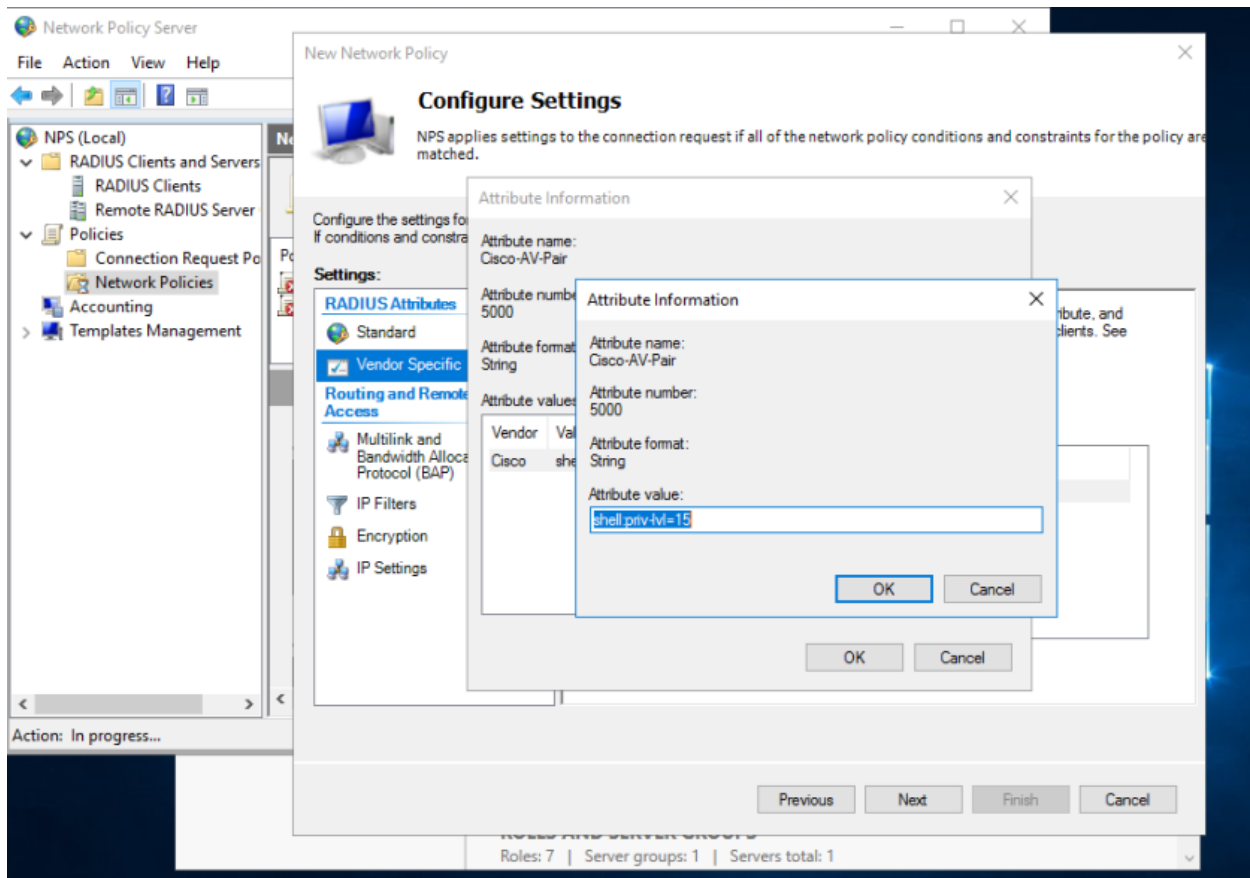 Network Policy Server
File Action View Help
NPS (Local)
RADIUS Clients and Servers
RADIUS Clients
Remote RADIUS Server
Policies
Connection Request Po
Network Policies
Accounting
Templates Management
Action: In progress...
New Network Policy
Configure Settings
NPS applies settings to the connection request if all of the network policy conditions and constraints for the policy are
matched.
Configure the settings fo
If conditions and constra
Settings:
RADIUS Attributes
Standard
Vendor Specific
Routing and Remote
Access
Multilink and
Bandwidth Alloca
Protocol (BAP)
IP Filters
Encryption
IP Settings
Attribute Information
Attribute name:
Cisco-AV-Pair
Attribute numbe
5000
Attribute format
String
Attribute values
Vendor Val
Cisco she
OK Cancel
Attribute Information
Attribute name:
Cisco-AV-Pair
Attribute number:
5000
Attribute format:
String
Attribute value:
shell:priv-lvl=15
OK Cancel
ibute, and
clients. See
Previous Next Finish Cancel
ROLES AND SERVER GROUPS
Roles: 7 | Server groups: 1 | Servers total: 1